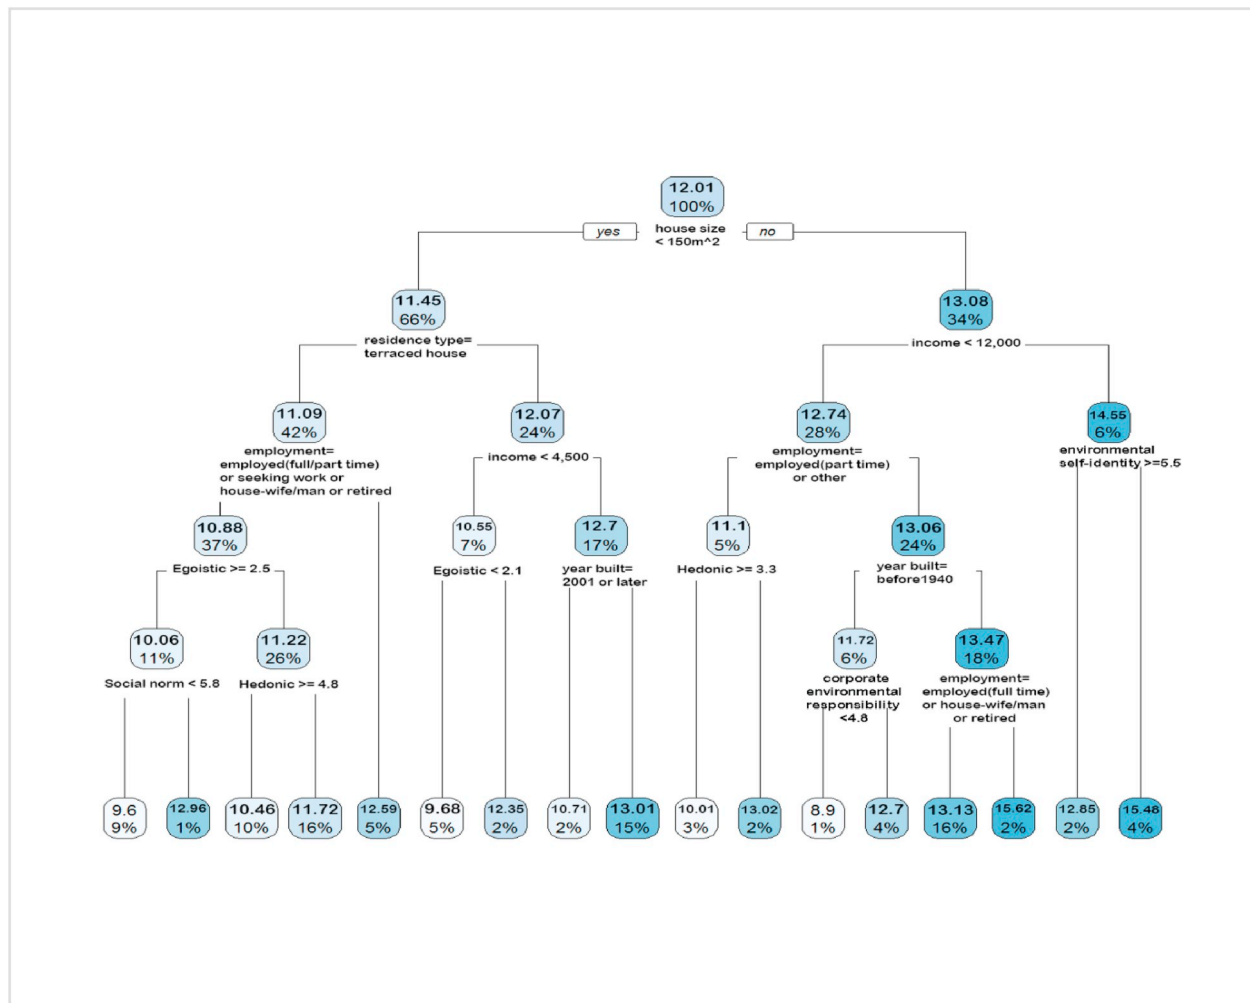 12.01
100%
yes
house size
< 150m^2
no
11.45
66%
residence type=
terraced house
13.08
34%
income < 12,000
11.09
42%
employment=
employed(full/part time)
or seeking work or
house-wife/man or retired
12.07
24%
income < 4,500
12.74
28%
employment=
employed(part time)
or other
14.55
6%
environmental
self-identity >=5.5
10.88
37%
Egoistic >= 2.5
10.55
7%
Egoistic < 2.1
12.7
17%
year built=
2001 or later
11.1
5%
Hedonic >= 3.3
13.06
24%
year built=
before1940
10.06
11%
Social norm < 5.8
11.22
26%
Hedonic >= 4.8
11.72
6%
corporate
environmental
responsibility
<4.8
13.47
18%
employment=
employed(full time)
or house-wife/man
or retired
9.6
9%
12.96
1%
10.46
10%
11.72
16%
12.59
5%
9.68
5%
12.35
2%
10.71
2%
13.01
15%
10.01
3%
13.02
2%
8.9
1%
12.7
4%
13.13
16%
15.62
2%
12.85
2%
15.48
4%